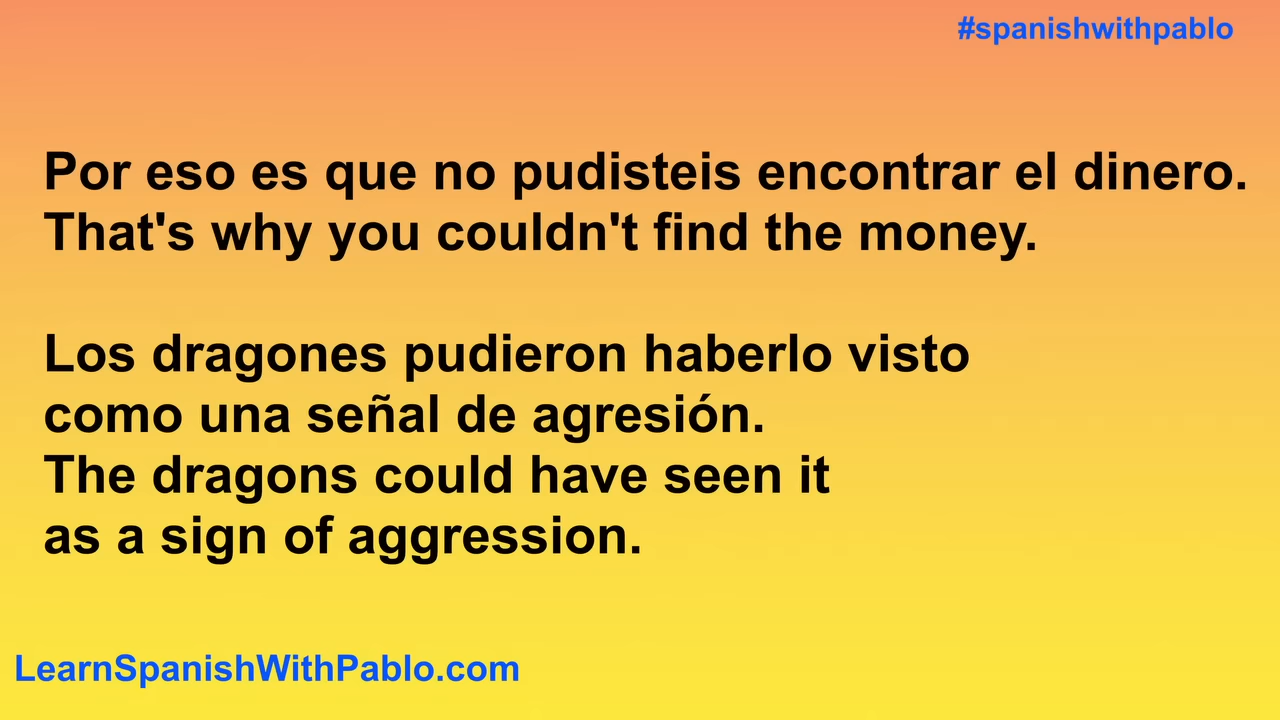 #spanishwithpablo
Por eso es que no pudisteis encontrar el dinero.
That's why you couldn't find the money.
Los dragones pudieron haberlo visto
como una señal de agresión.
The dragons could have seen it
as a sign of aggression.
LearnSpanishWithPablo.com